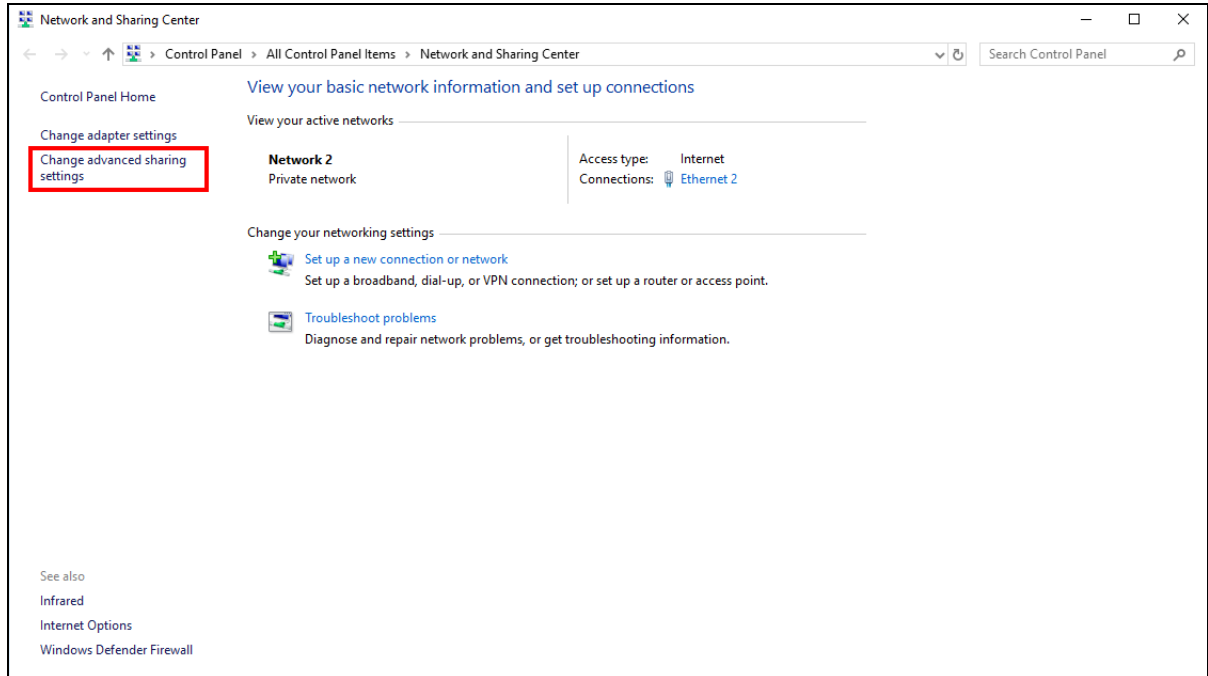 Network and Sharing Center
Control Panel > All Control Panel Items > Network and Sharing Center
Search Control Panel
Control Panel Home
Change adapter settings
Change advanced sharing
settings
View your basic network information and set up connections
View your active networks
Network 2
Private network
Access type: Internet
Connections: Ethernet 2
Change your networking settings
Set up a new connection or network
Set up a broadband, dial-up, or VPN connection; or set up a router or access point.
Troubleshoot problems
Diagnose and repair network problems, or get troubleshooting information.
See also
Infrared
Internet Options
Windows Defender Firewall